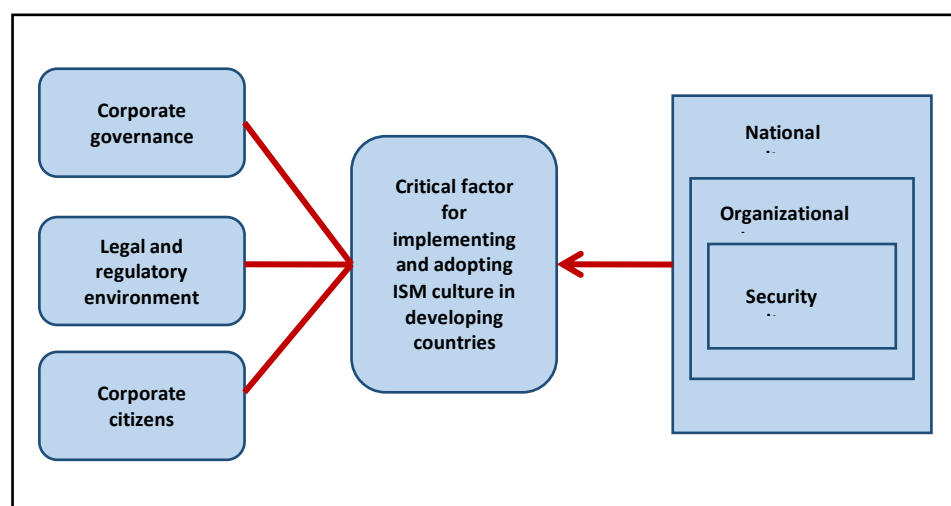 Corporate
governance
Legal and
regulatory
environment
Corporate
citizens
Critical factor
for
implementing
and adopting
ISM culture in
developing
countries
National
Organizational
Security